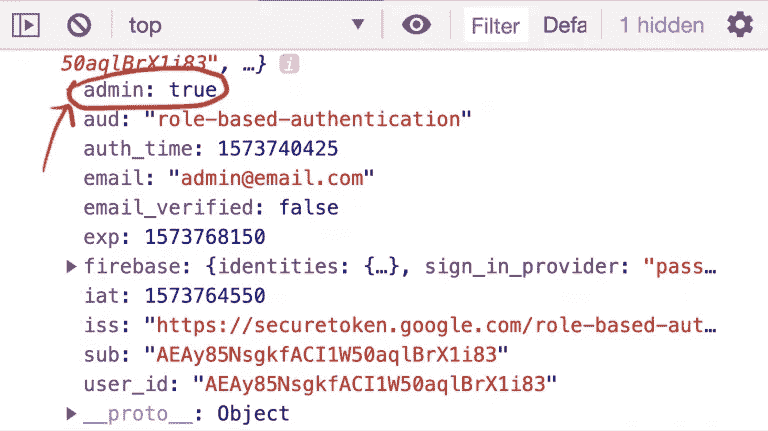 top Filter Defa 1 hidden
50aqlBrX1i83", …} i
admin: true
aud: "role-based-authentication"
auth_time: 1573740425
email: "admin@email.com"
email_verified: false
exp: 1573768150
firebase: {identities: {…}, sign_in_provider: "pass…
iat: 1573764550
iss: "https://securetoken.google.com/role-based-aut…
sub: "AEAy85NsgkfACI1W50aqlBrX1i83"
user_id: "AEAy85NsgkfACI1W50aqlBrX1i83"
__proto__: Object